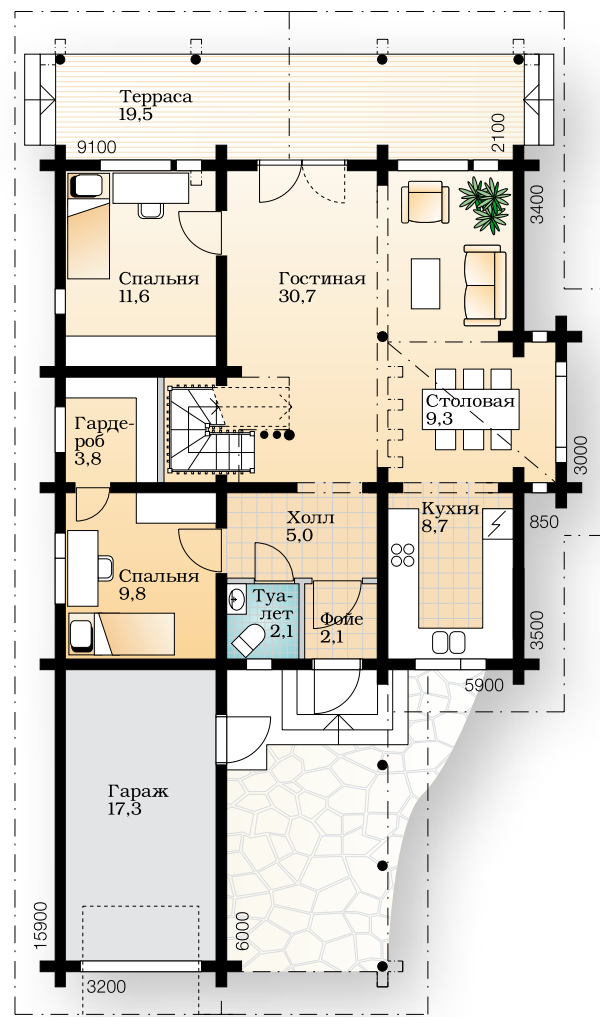 Терраса
19,5
9100
2100
3400
Спальня
11,6
Гостиная
30,7
Столовая
9,3
Гарде-
роб
3,8
3000
Холл
5,0
Кухня
8,7
850
Спальня
9,8
Туа-
лет
2,1
Фойе
2,1
3500
5900
Гараж
17,3
15900
6000
3200